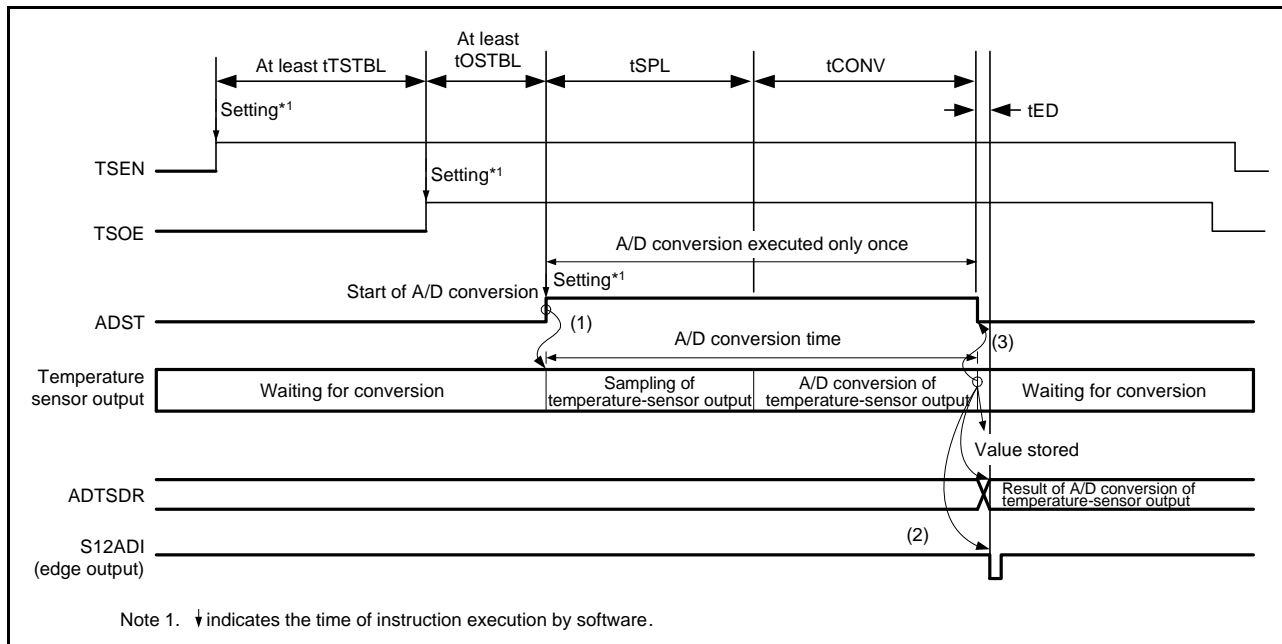 At least tTSTBL
At least
tOSTBL
tSPL
tCONV
tED
Setting*1
TSEN
Setting*1
TSOE
A/D conversion executed only once
Setting*1
Start of A/D conversion
ADST
(1)
A/D conversion time
(3)
Temperature
sensor output
Waiting for conversion
Sampling of
temperature-sensor output
A/D conversion of
temperature-sensor output
Waiting for conversion
Value stored
ADTSDR
Result of A/D conversion of
temperature-sensor output
S12ADI
(edge output)
(2)
Note 1. ↓ indicates the time of instruction execution by software.